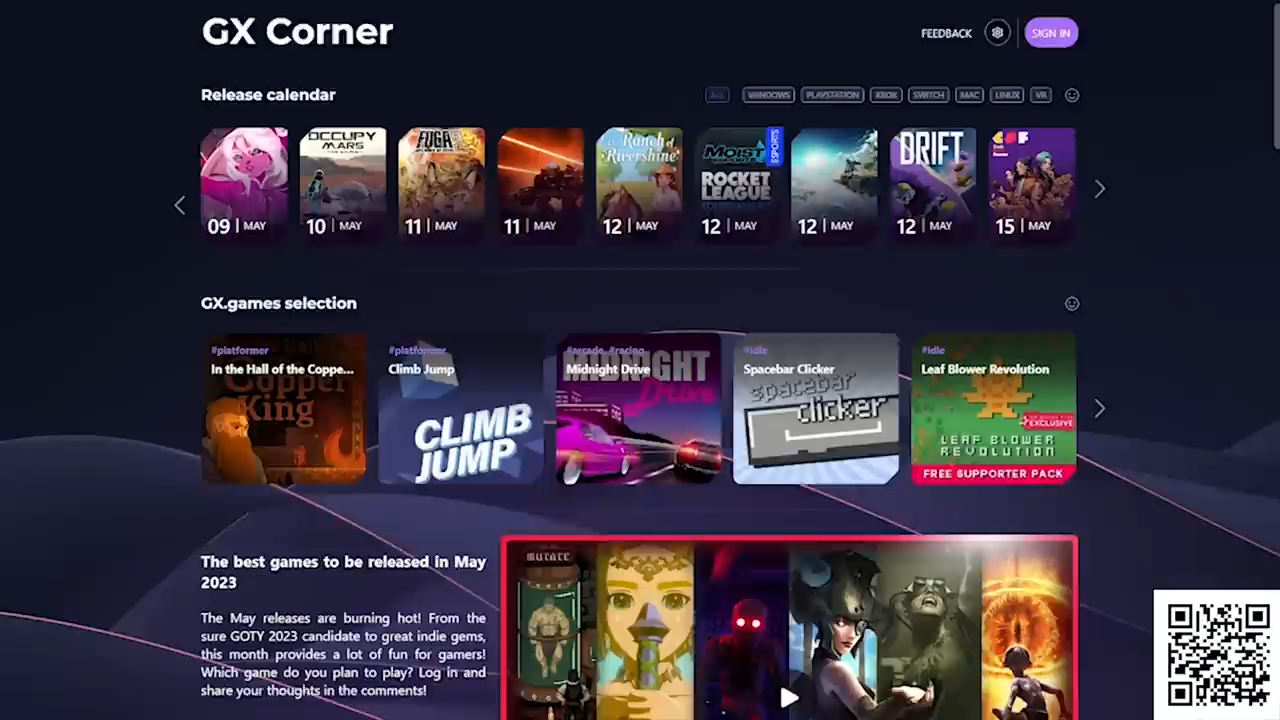 GX Corner
FEEDBACK
SIGN IN
Release calendar
ALL WINDOWS PLAYSTATION XBOX SWITCH MAC LINUX VR
OCCUPY MARS
FUGA
Ranch of Rivershine
MOIST
ESPORTS
ROCKET LEAGUE
DRIFT
09 | MAY
10 | MAY
11 | MAY
11 | MAY
12 | MAY
12 | MAY
12 | MAY
12 | MAY
15 | MAY
GX.games selection
#platformer
In the Hall of the Coppe...
Copper King
#platformer
Climb Jump
CLIMB JUMP
#arcade, #racing
Midnight Drive
MIDNIGHT Drive
#idle
Spacebar Clicker
spacebar clicker
#idle
Leaf Blower Revolution
EXCLUSIVE
LEAF BLOWER
REVOLUTION
FREE SUPPORTER PACK
The best games to be released in May
2023
The May releases are burning hot! From the
sure GOTY 2023 candidate to great indie gems,
this month provides a lot of fun for gamers!
Which game do you plan to play? Log in and
share your thoughts in the comments!
MUTATE